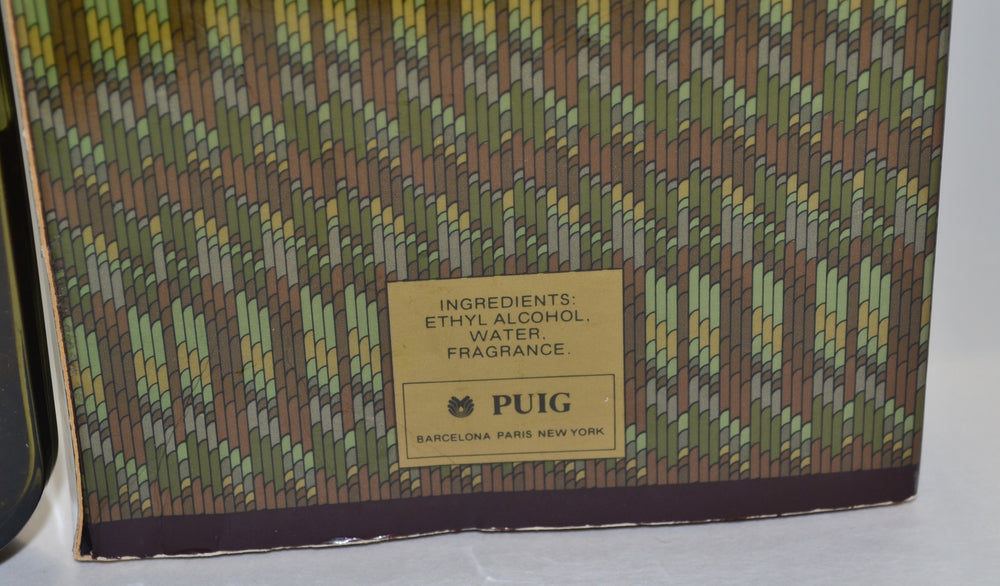 INGREDIENTS:
ETHYL ALCOHOL.
WATER.
FRAGRANCE.
PUIG
BARCELONA PARIS NEW YORK